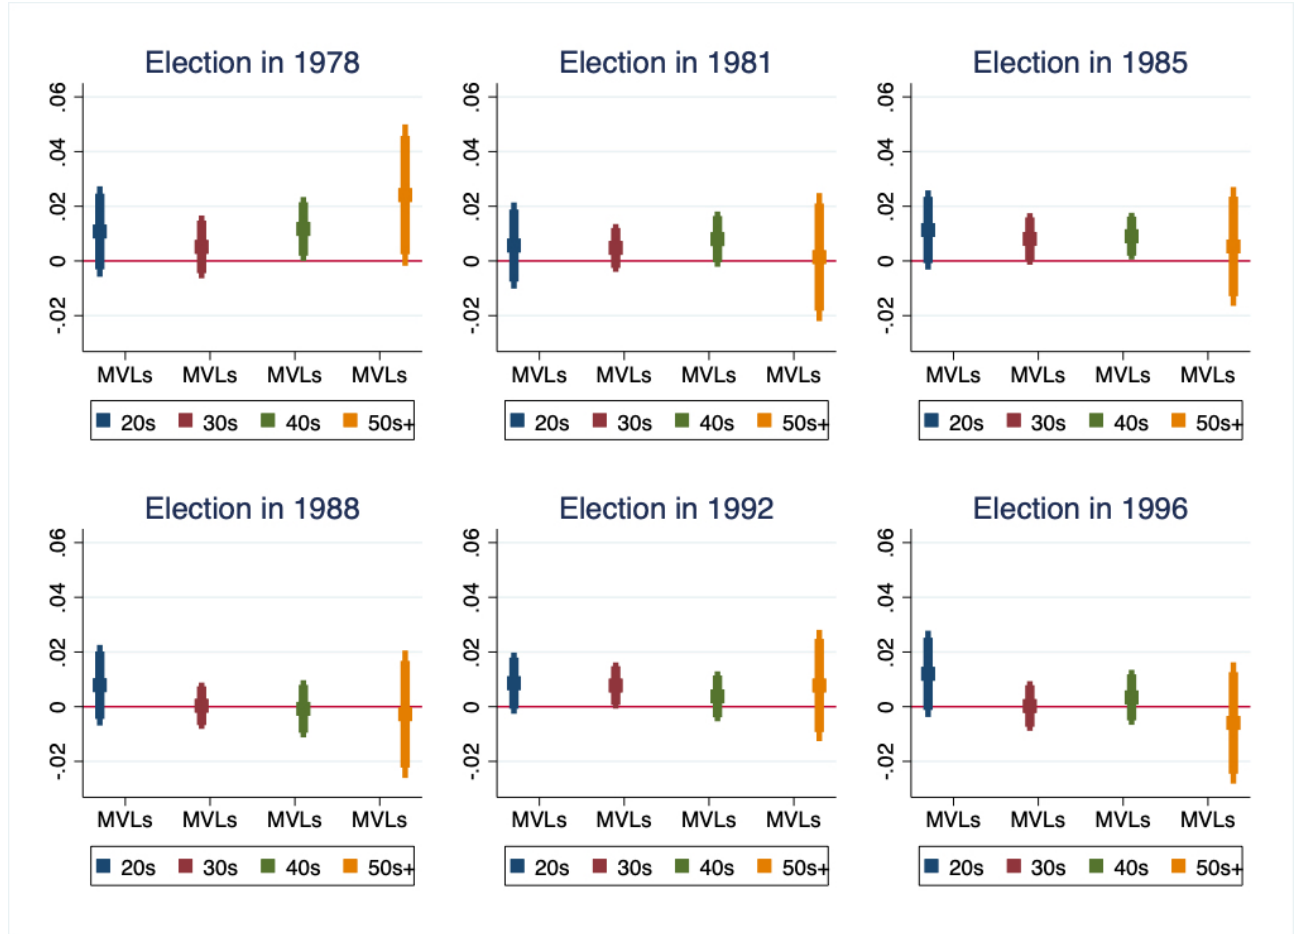 Election in 1978
Election in 1981
Election in 1985
.06
.04
.02
0
-.02
.06
.04
.02
0
-.02
.06
.04
.02
0
-.02
MVLs MVLs MVLs MVLs
MVLs MVLs MVLs MVLs
MVLs MVLs MVLs MVLs
20s 30s 40s 50s+
20s 30s 40s 50s+
20s 30s 40s 50s+
Election in 1988
Election in 1992
Election in 1996
.06
.04
.02
0
-.02
.06
.04
.02
0
-.02
.06
.04
.02
0
-.02
MVLs MVLs MVLs MVLs
MVLs MVLs MVLs MVLs
MVLs MVLs MVLs MVLs
20s 30s 40s 50s+
20s 30s 40s 50s+
20s 30s 40s 50s+